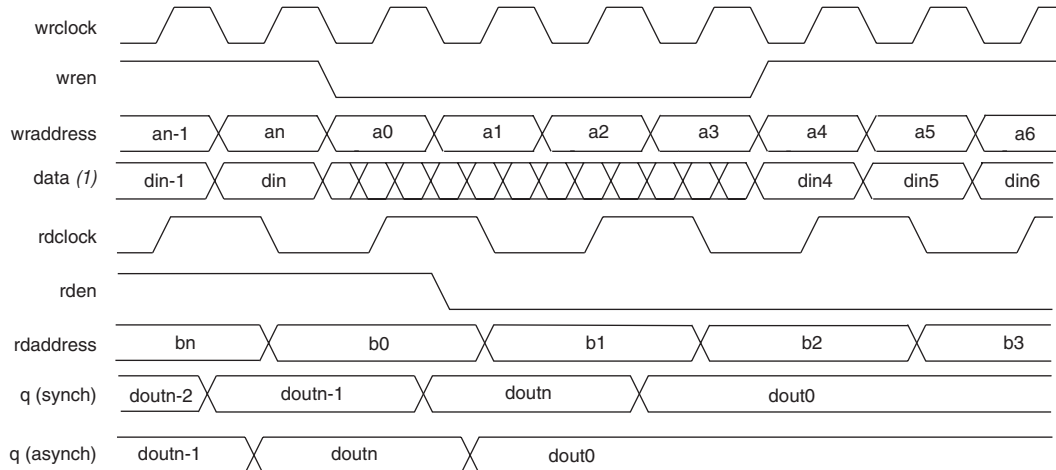 wrclock
wren
wraddress an-1 an a0 a1 a2 a3 a4 a5 a6
data (1) din-1 din din4 din5 din6
rdclock
rden
rdaddress bn b0 b1 b2 b3
q (synch) doutn-2 doutn-1 doutn dout0
q (asynch) doutn-1 doutn dout0